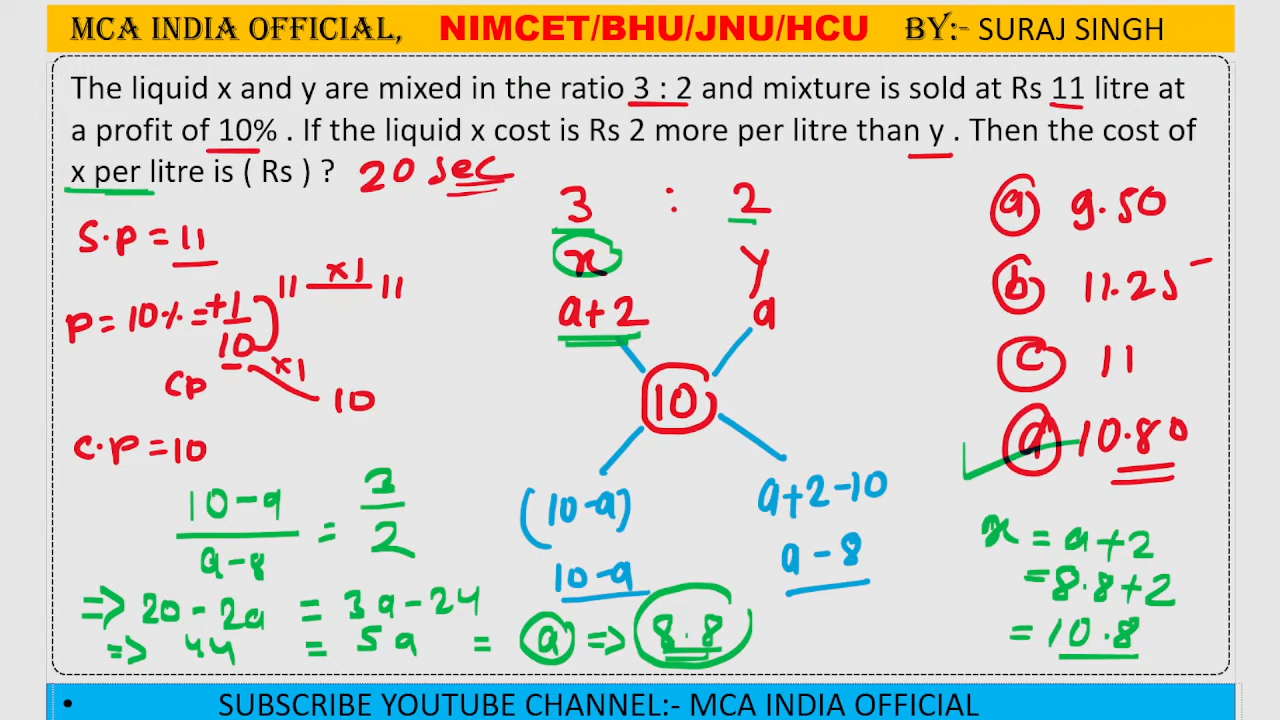 MCA INDIA OFFICIAL, NIMCET/BHU/JNU/HCU BY:- SURAJ SINGH
The liquid x and y are mixed in the ratio 3 : 2 and mixture is sold at Rs 11 litre at
a profit of 10% . If the liquid x cost is Rs 2 more per litre than y . Then the cost of
x per litre is ( Rs ) ? 20 sec
S.P = 11
P = 10% = +1/10
11 ×1 11
CP ×1 10
C.P = 10
3 : 2
x y
a+2 a
10
(10-a) a+2-10
10-a a-8
(a) 9.50
(b) 11.25
(c) 11
(d) 10.80
10-a/a-8 = 3/2
=> 20-2a = 3a-24
=> 44 = 5a = a => 8.8
x = a+2
= 8.8+2
= 10.8
• SUBSCRIBE YOUTUBE CHANNEL:- MCA INDIA OFFICIAL